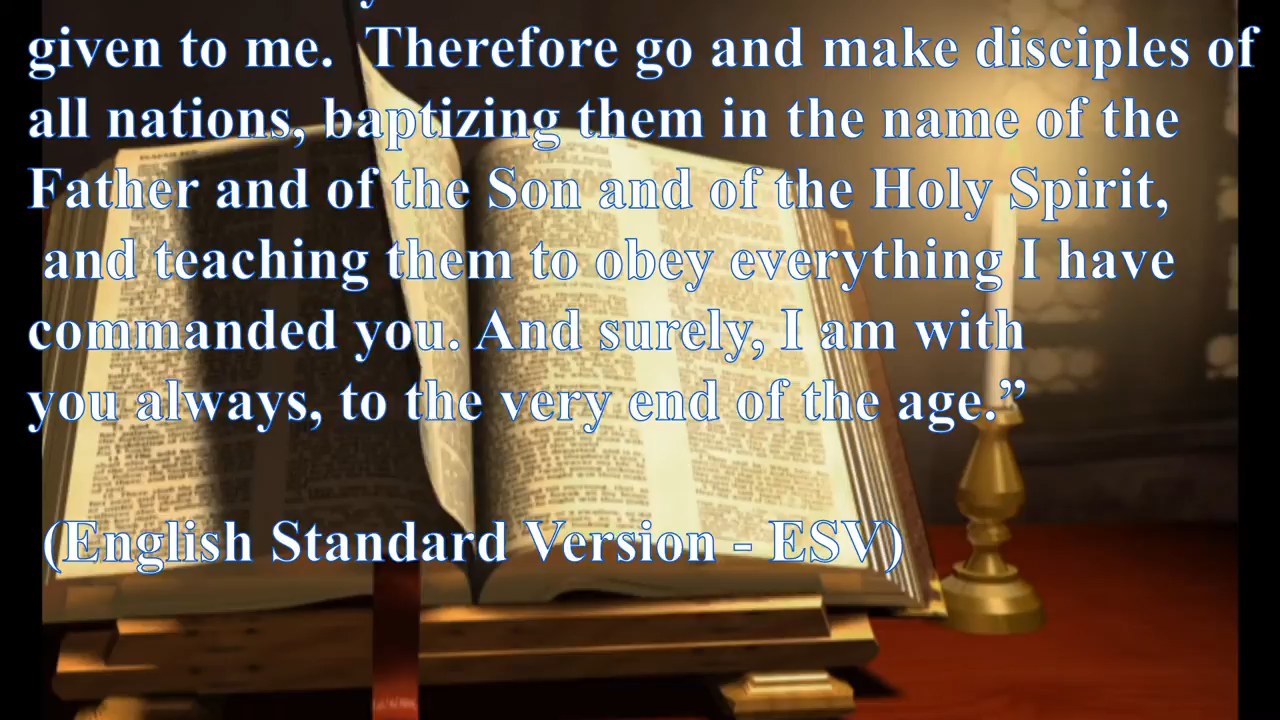 given to me. Therefore go and make disciples of
all nations, baptizing them in the name of the
Father and of the Son and of the Holy Spirit,
and teaching them to obey everything I have
commanded you. And surely, I am with
you always, to the very end of the age.”
(English Standard Version - ESV)